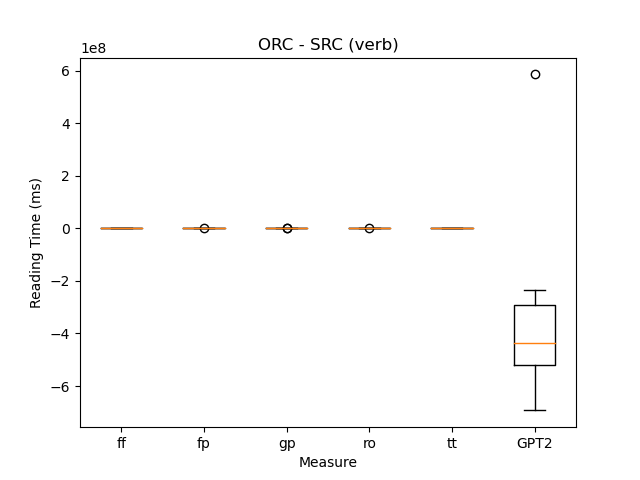 ORC - SRC (verb)
1e8
6
4
2
0
−2
−4
−6
Reading Time (ms)
ff fp gp ro tt GPT2
Measure